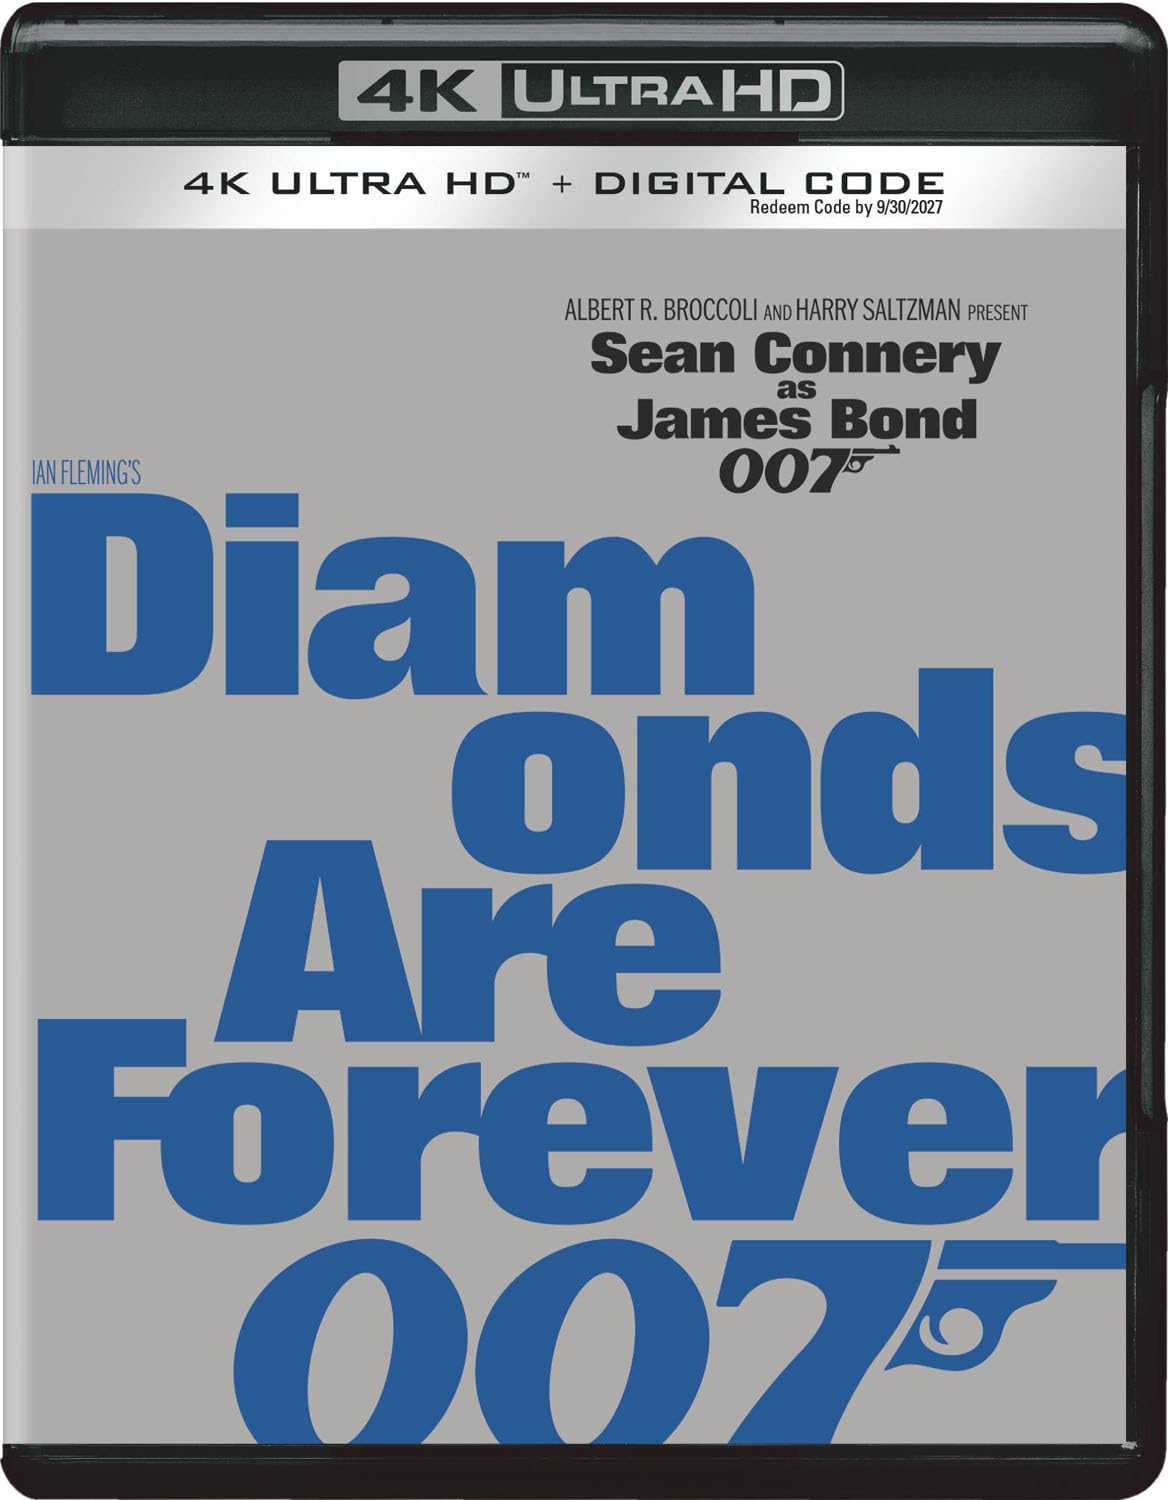 4K ULTRA HD
4K ULTRA HD™ + DIGITAL CODE
Redeem Code by 9/30/2027
ALBERT R. BROCCOLI AND HARRY SALTZMAN PRESENT
Sean Connery
as
James Bond
007
IAN FLEMING'S
Diam
onds
Are
Forever
007